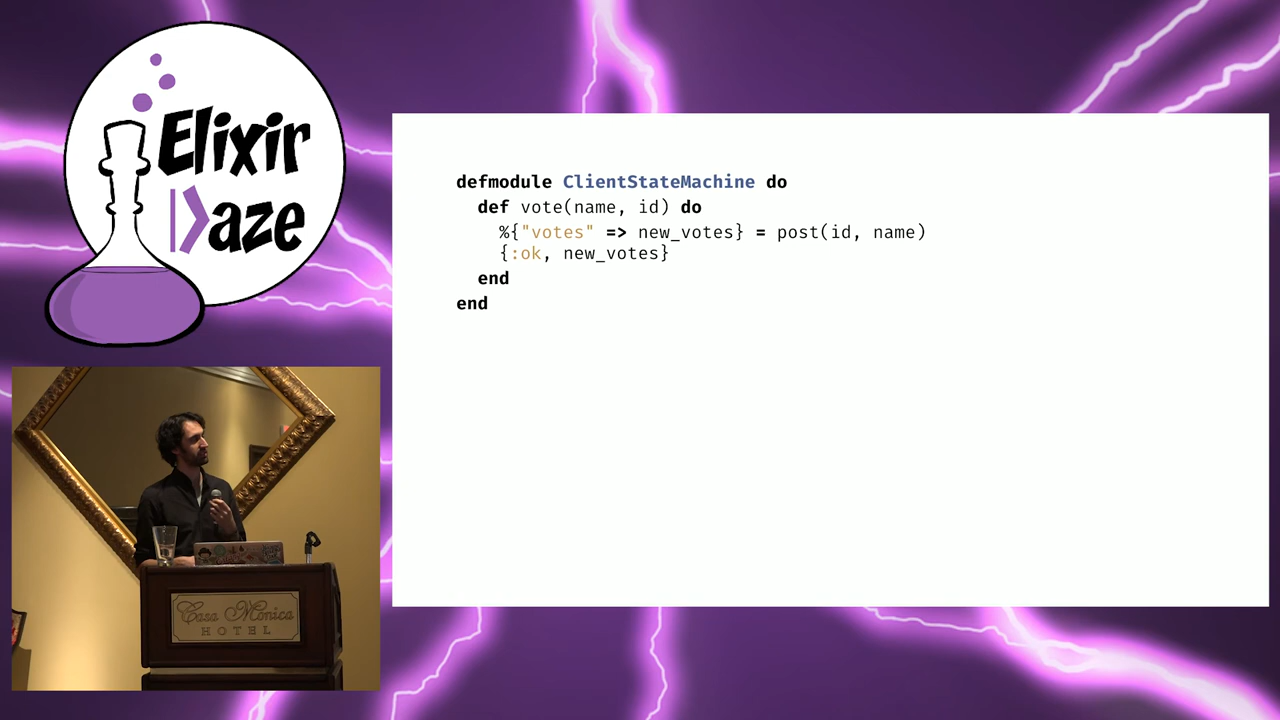 Elixir
Daze
defmodule ClientStateMachine do
def vote(name, id) do
%{"votes" => new_votes} = post(id, name)
{:ok, new_votes}
end
end
Casa Monica
HOTEL